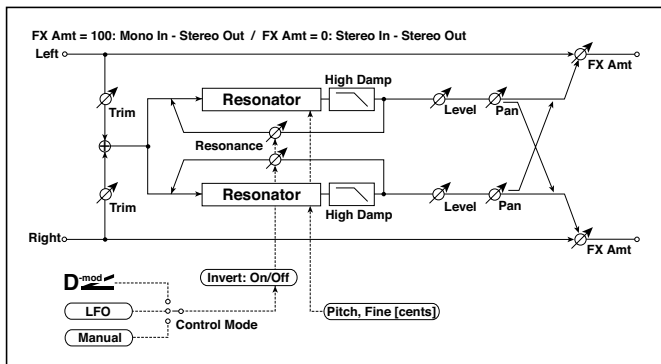 FX Amt = 100: Mono In - Stereo Out / FX Amt = 0: Stereo In - Stereo Out
Left
FX Amt
High Damp
Resonator
Trim
Level
Pan
Resonance
Resonator
High Damp
Level
Pan
Trim
Right
FX Amt
D-mod
Invert: On/Off
LFO
Control Mode
Pitch, Fine [cents]
Manual